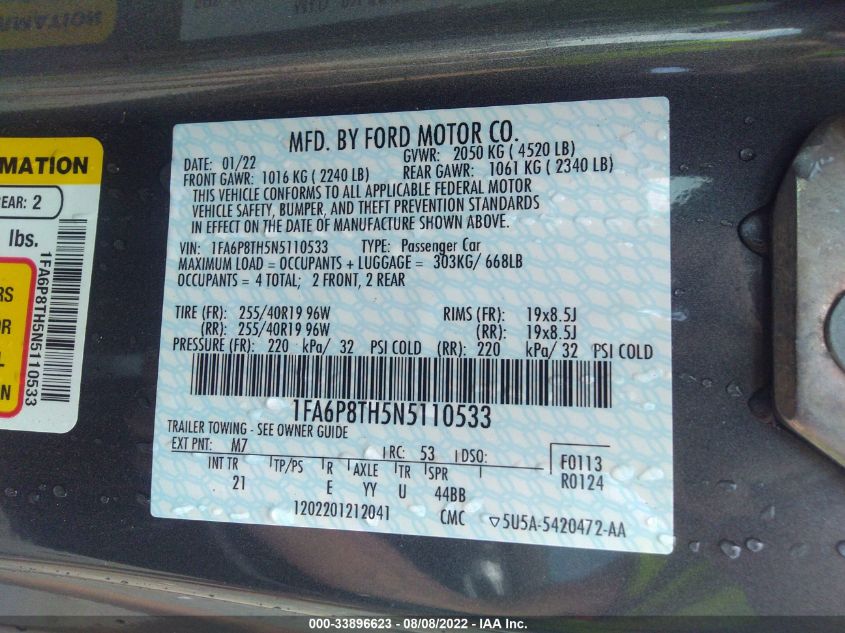 MFD. BY FORD MOTOR CO.
DATE: 01/22 GVWR: 2050 KG ( 4520 LB)
FRONT GAWR: 1016 KG ( 2240 LB) REAR GAWR: 1061 KG ( 2340 LB)
THIS VEHICLE CONFORMS TO ALL APPLICABLE FEDERAL MOTOR
VEHICLE SAFETY, BUMPER, AND THEFT PREVENTION STANDARDS
IN EFFECT ON THE DATE OF MANUFACTURE SHOWN ABOVE.
VIN: 1FA6P8TH5N5110533 TYPE: Passenger Car
MAXIMUM LOAD = OCCUPANTS + LUGGAGE = 303KG/ 668LB
OCCUPANTS = 4 TOTAL; 2 FRONT, 2 REAR
TIRE (FR): 255/40R19 96W RIMS (FR): 19x8.5J
(RR): 255/40R19 96W (RR): 19x8.5J
PRESSURE (FR): 220 kPa/ 32 PSI COLD (RR): 220 kPa/ 32 PSI COLD
1FA6P8TH5N5110533
TRAILER TOWING - SEE OWNER GUIDE
EXT PNT: M7 RC: 53 DSO: F0113
R0124
INT TR TP/PS R AXLE TR SPR
21 E YY U 44BB
1202201212041 CMC 5U5A-5420472-AA
MATION
EAR: 2
lbs.
RS
OR
L
ON
1FA6P8TH5N5110533
000-33896623 - 08/08/2022 - IAA Inc.